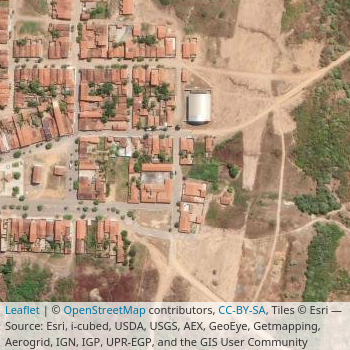 Leaflet | © OpenStreetMap contributors, CC-BY-SA, Tiles © Esri —
Source: Esri, i-cubed, USDA, USGS, AEX, GeoEye, Getmapping,
Aerogrid, IGN, IGP, UPR-EGP, and the GIS User Community